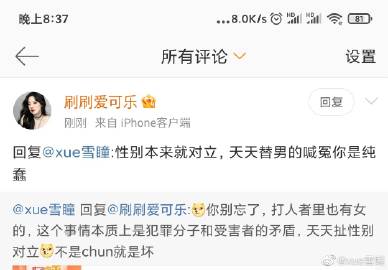 晚上8:37
...8.0K/s HD HD 81
所有评论
设置
刷刷爱可乐
刚刚 来自 iPhone客户端
回复
回复@xue雪瞳:性别本来就对立，天天替男的喊冤你是纯
蠢
@xue雪瞳 回复@刷刷爱可乐:你别忘了，打人者里也有女
的，这个事情本质上是犯罪分子和受害者的矛盾，天天扯性别
对立不是chun就是坏
@xue雪瞳